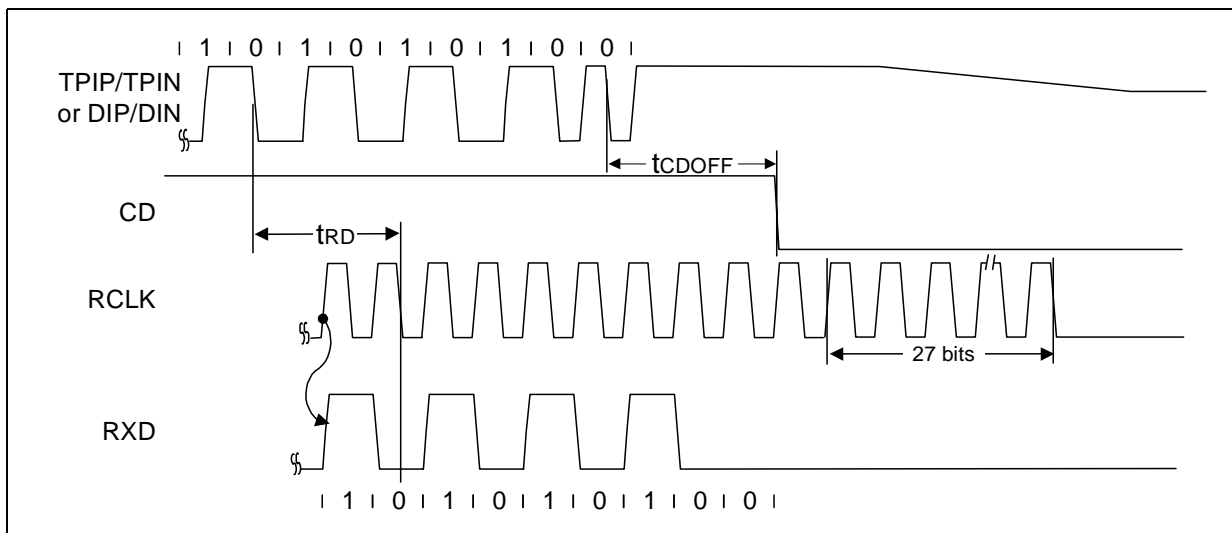 1 0 1 0 1 0 1 0 0
TPIP/TPIN
or DIP/DIN
tCDOFF
CD
tRD
RCLK
27 bits
RXD
1 0 1 0 1 0 1 0 0